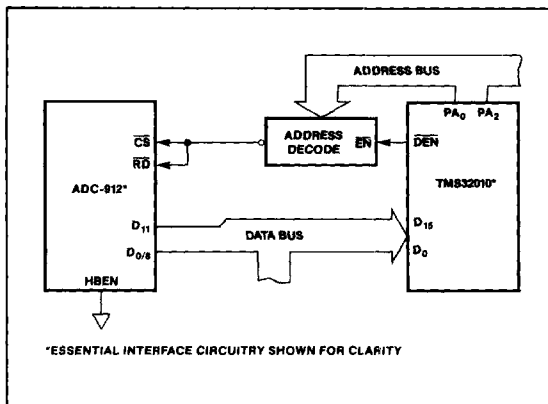 ADDRESS BUS
PA0 PA2
CS
RD
ADDRESS
DECODE
EN
DEN
ADC-912*
TMS32010*
D11
D15
DATA BUS
D0/8
D0
HBEN
*ESSENTIAL INTERFACE CIRCUITRY SHOWN FOR CLARITY